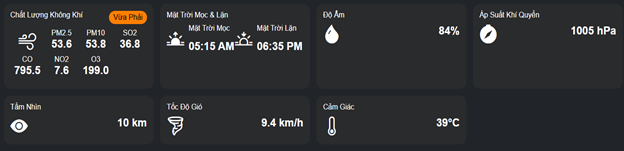 Chất Lượng Không Khí
Vừa Phải
PM2.5 PM10 SO2
53.6 53.8 36.8
CO NO2 O3
795.5 7.6 199.0
Mặt Trời Mọc & Lặn
Mặt Trời Mọc Mặt Trời Lặn
05:15 AM 06:35 PM
Độ Ẩm
84%
Áp Suất Khí Quyển
1005 hPa
Tầm Nhìn
10 km
Tốc Độ Gió
9.4 km/h
Cảm Giác
39°C